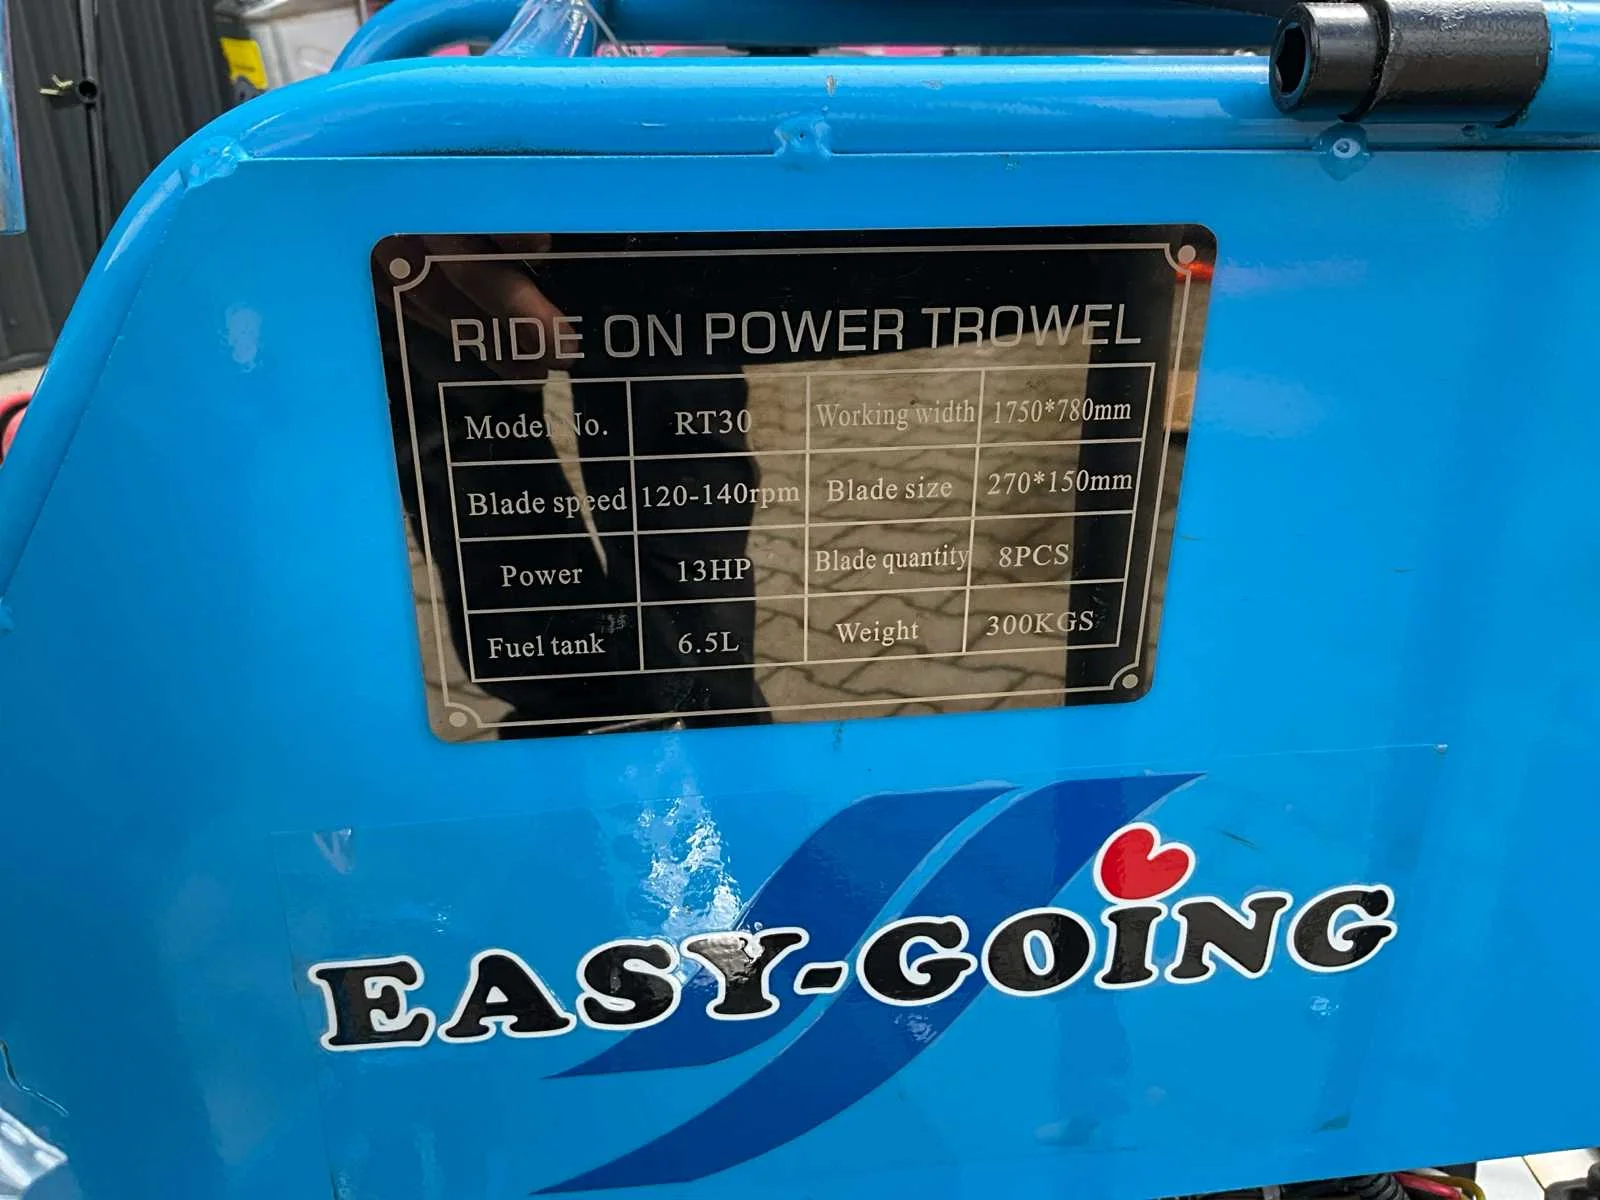 RIDE ON POWER TROWEL
Model No. RT30 Working width 1750*780mm
Blade speed 120-140rpm Blade size 270*150mm
Power 13HP Blade quantity 8PCS
Fuel tank 6.5L Weight 300KGS
EASY-GOING